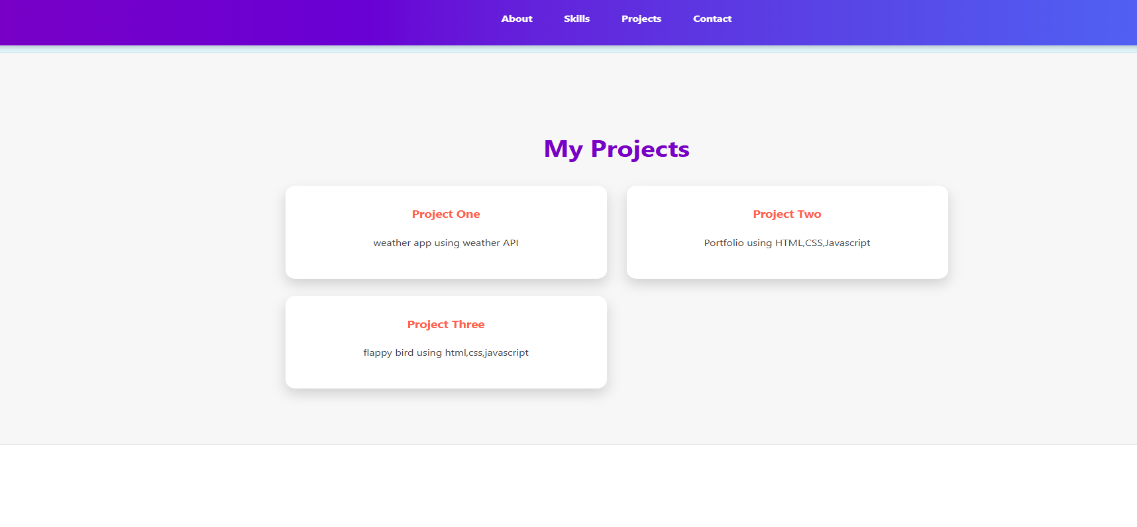 About Skills Projects Contact
My Projects
Project One
weather app using weather API
Project Two
Portfolio using HTML,CSS,Javascript
Project Three
flappy bird using html,css,javascript